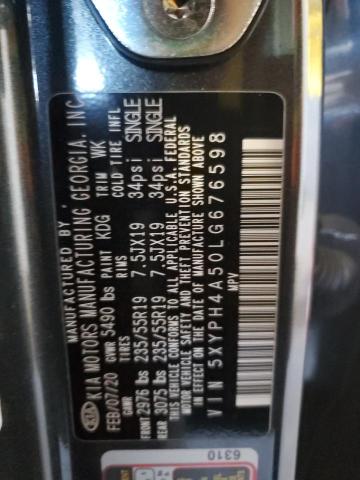 MANUFACTURED BY
KIA MOTORS MANUFACTURING GEORGIA, INC.
FEB/07/20 GVWR 5490 lbs PAINT KDG TRIM WK
GAWR TIRES RIMS COLD TIRE INFL
FRONT 2976 lbs 235/55R19 7.5JX19 34psi SINGLE
REAR 3075 lbs 235/55R19 7.5JX19 34psi SINGLE
THIS VEHICLE CONFORMS TO ALL APPLICABLE U.S.A. FEDERAL
MOTOR VEHICLE SAFETY AND THEFT PREVENTION STANDARDS
IN EFFECT ON THE DATE OF MANUFACTURE SHOWN ABOVE
VIN 5XYPH4A50LG676598
MPV
KIA
6310